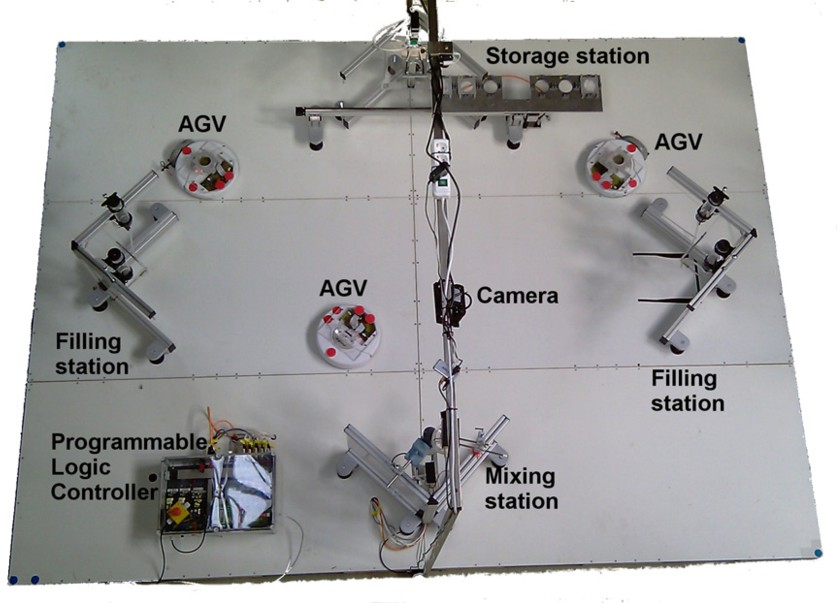 Storage station
AGV
AGV
AGV
Camera
Filling
station
Filling
station
Programmable
Logic
Controller
Mixing
station